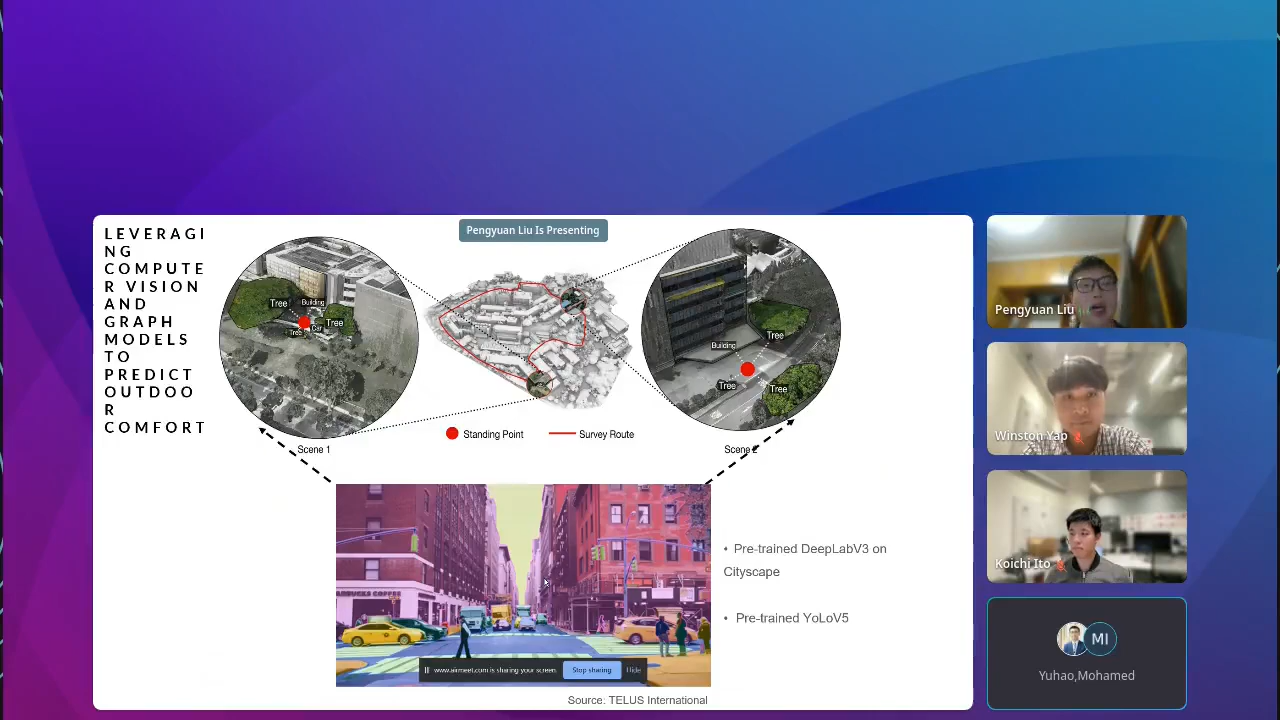 Pengyuan Liu Is Presenting
LEVERAGI
NG
COMPUTE
R VISION
AND
GRAPH
MODELS
TO
PREDICT
OUTDOO
R
COMFORT
Tree
Building
Tree
Tree
Car
Scene 1
Standing Point
Survey Route
Building
Tree
Tree
Tree
Scene 2
• Pre-trained DeepLabV3 on
Cityscape
• Pre-trained YoLoV5
ARBUCKS COFFEE
www.airmeet.com is sharing your screen.
Stop sharing
Hide
Source: TELUS International
Pengyuan Liu
Winston Yap
Koichi Ito
MI
Yuhao,Mohamed